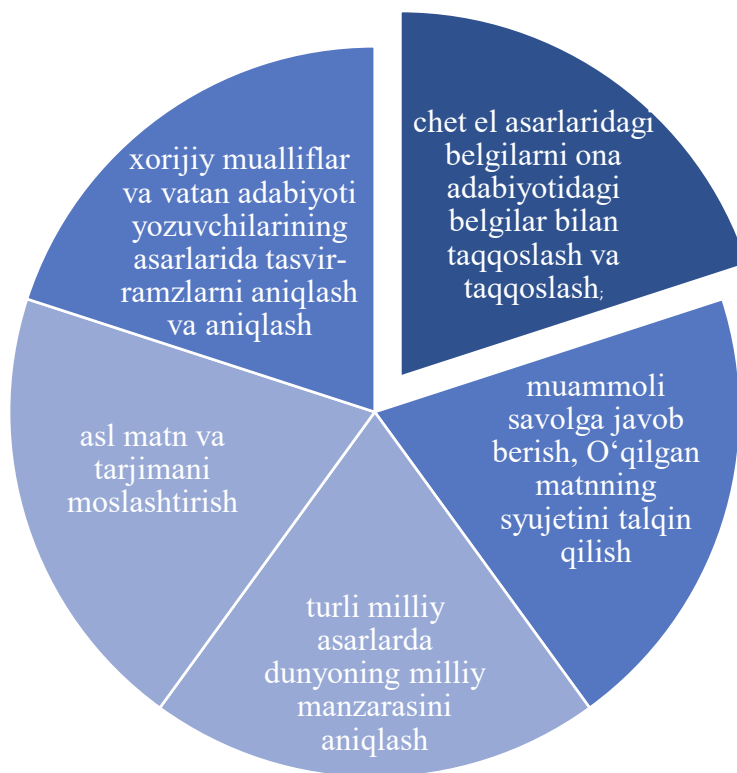 chet el asarlaridagi
belgilarni ona
adabiyotidagi
belgilar bilan
taqqoslash va
taqqoslash;
muammoli
savolga javob
berish, O‘qilgan
matnning
syujetini talqin
qilish
turli milliy
asarlarda
dunyoning milliy
manzarasini
aniqlash
asl matn va
tarjimani
moslashtirish
xorijiy mualliflar
va vatan adabiyoti
yozuvchilarining
asarlarida tasvir-
ramzlarni aniqlash
va aniqlash